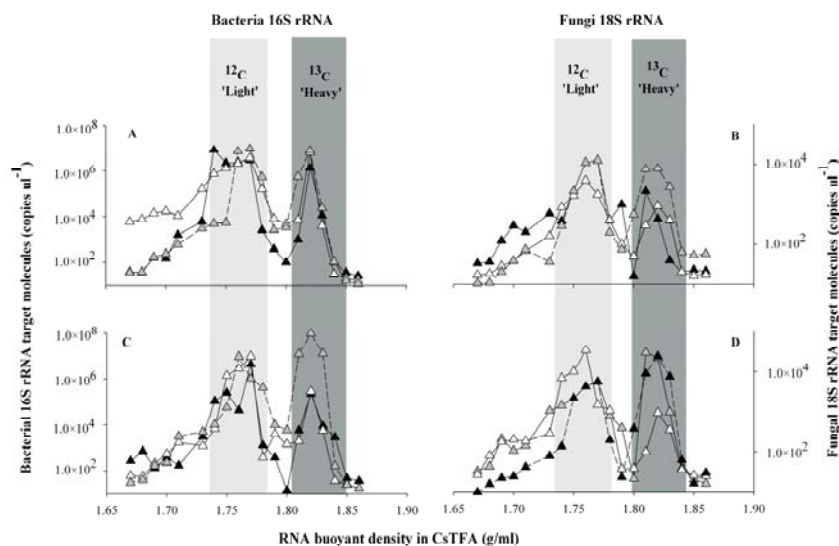 Bacteria 16S rRNA
Fungi 18S rRNA
12C
'Light'
13C
'Heavy'
12C
'Light'
13C
'Heavy'
A
1.0×10^8
1.0×10^6
1.0×10^4
1.0×10^2
B
1.0×10^4
1.0×10^2
C
1.0×10^8
1.0×10^6
1.0×10^4
1.0×10^2
D
1.0×10^4
1.0×10^2
Bacterial 16S rRNA target molecules (copies ul^-1)
Fungal 18S rRNA target molecules (copies ul^-1)
1.65 1.70 1.75 1.80 1.85 1.90
1.65 1.70 1.75 1.80 1.85 1.90
RNA buoyant density in CsTFA (g/ml)